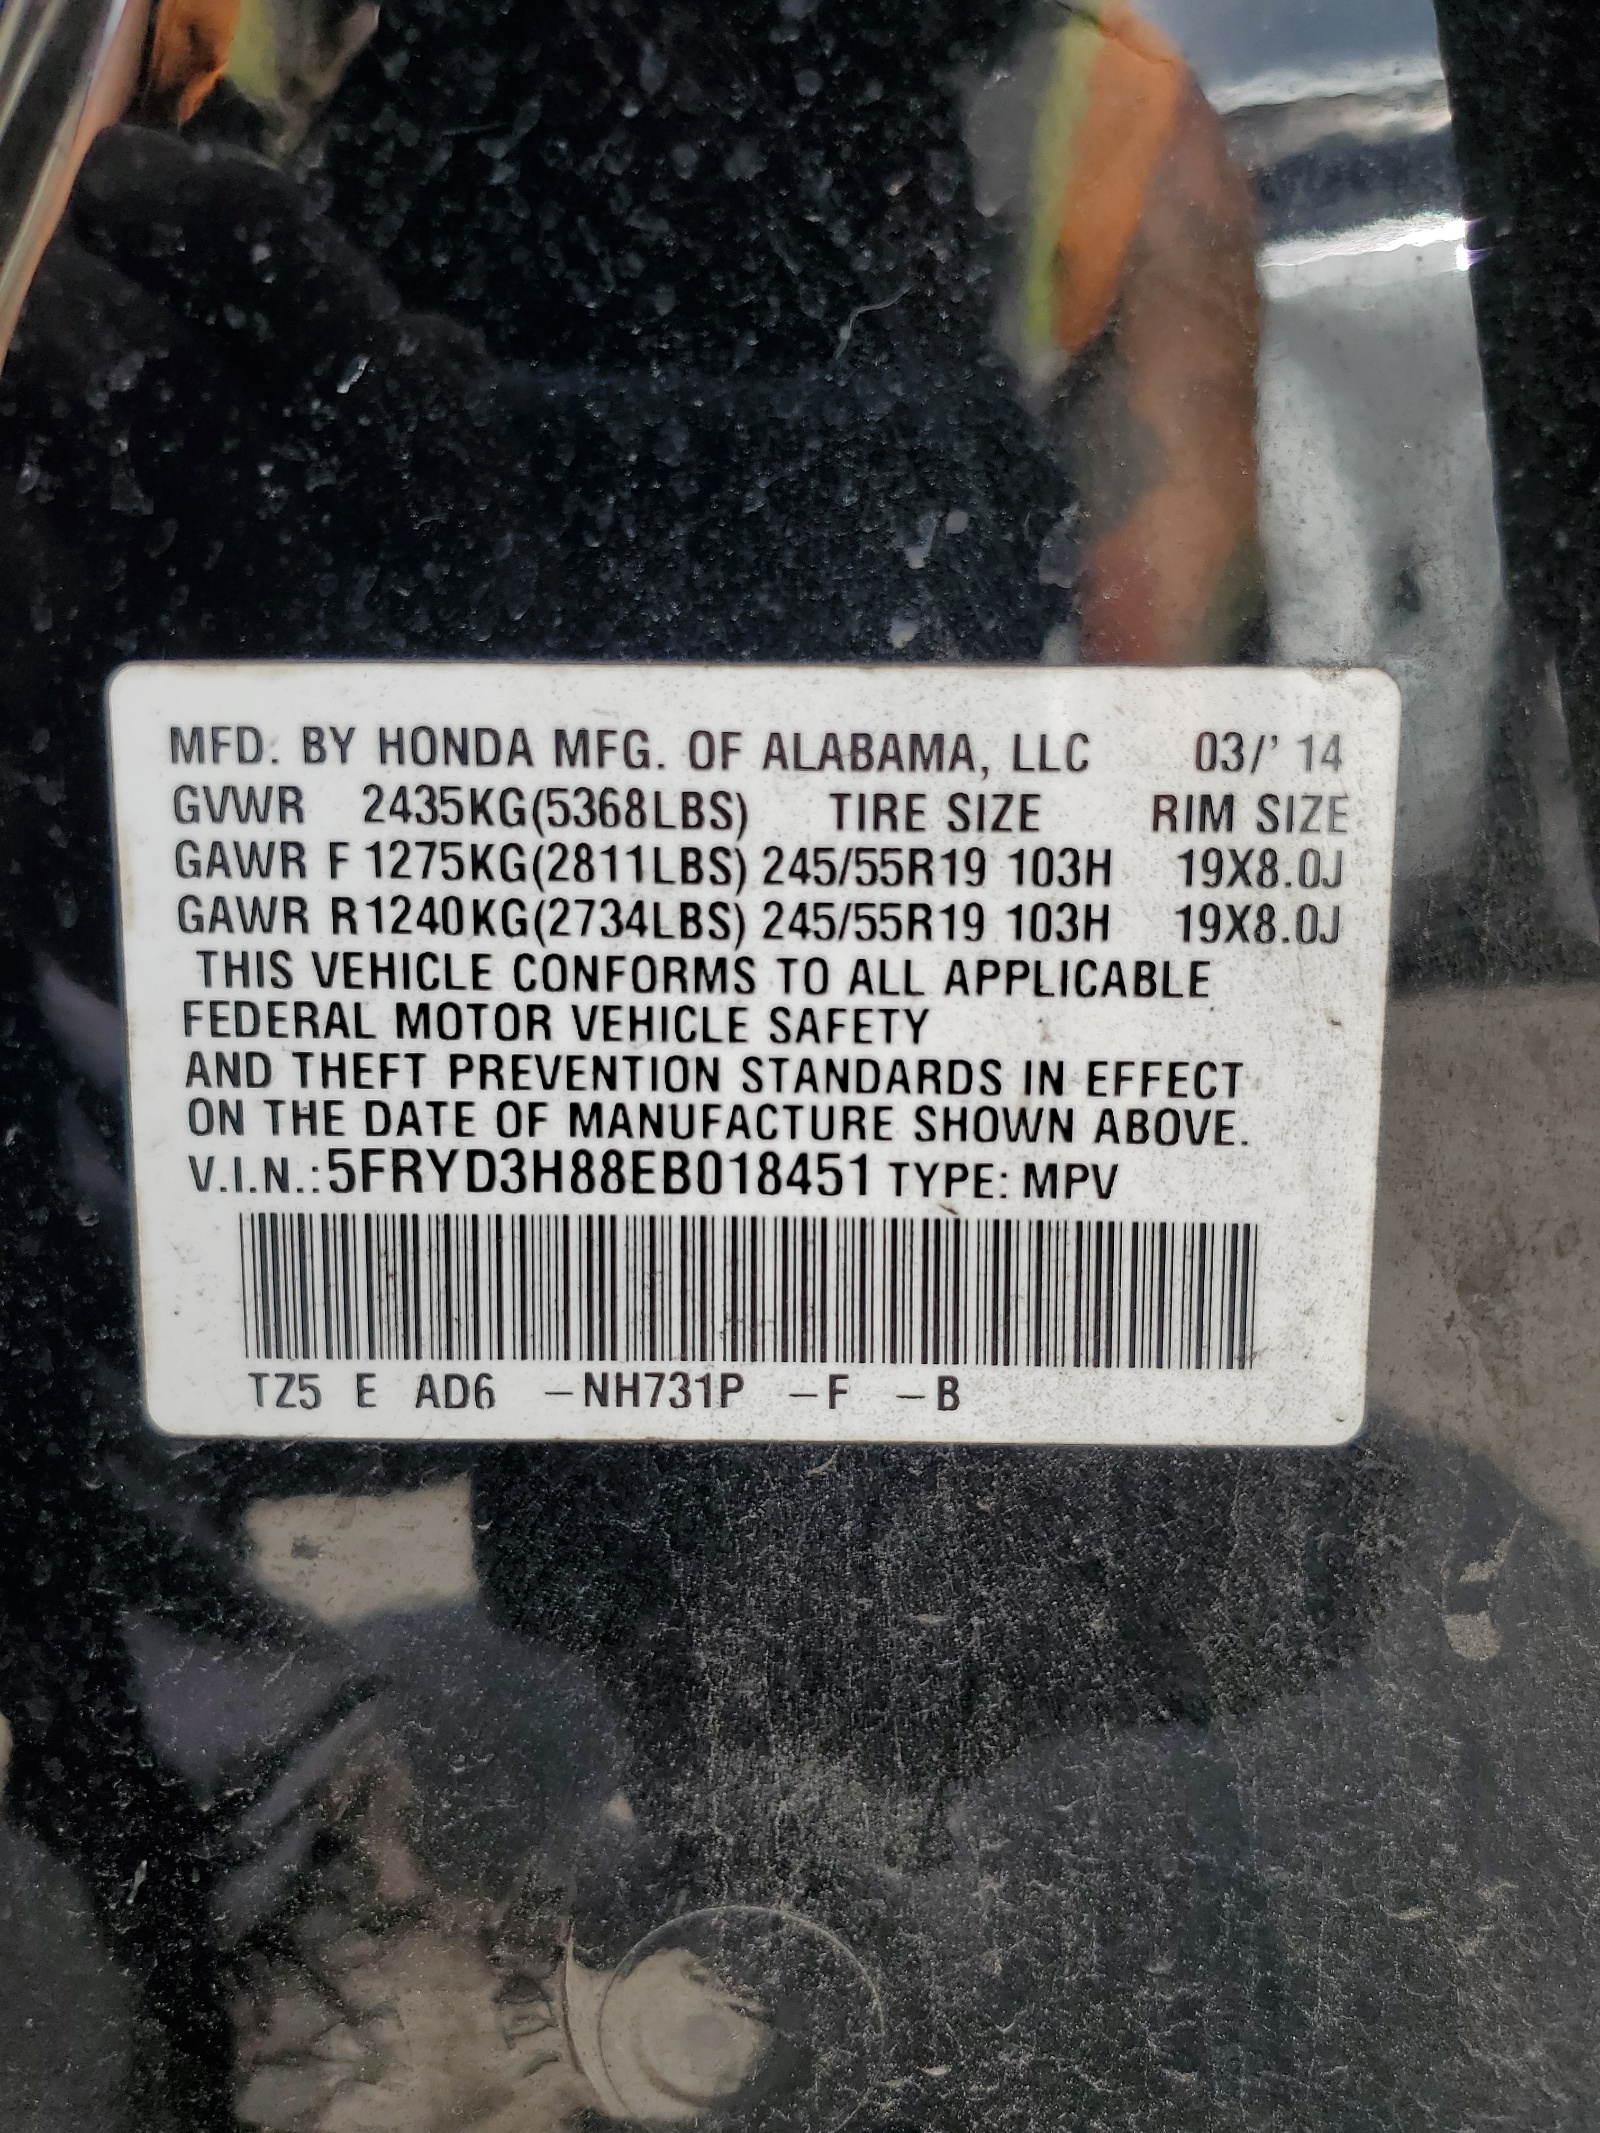 MFD. BY HONDA MFG. OF ALABAMA, LLC 03/' 14
GVWR 2435KG(5368LBS) TIRE SIZE RIM SIZE
GAWR F 1275KG(2811LBS) 245/55R19 103H 19X8.0J
GAWR R 1240KG(2734LBS) 245/55R19 103H 19X8.0J
THIS VEHICLE CONFORMS TO ALL APPLICABLE
FEDERAL MOTOR VEHICLE SAFETY
AND THEFT PREVENTION STANDARDS IN EFFECT
ON THE DATE OF MANUFACTURE SHOWN ABOVE.
V.I.N.: 5FRYD3H88EB018451 TYPE: MPV
TZ5 E AD6 –NH731P –F –B